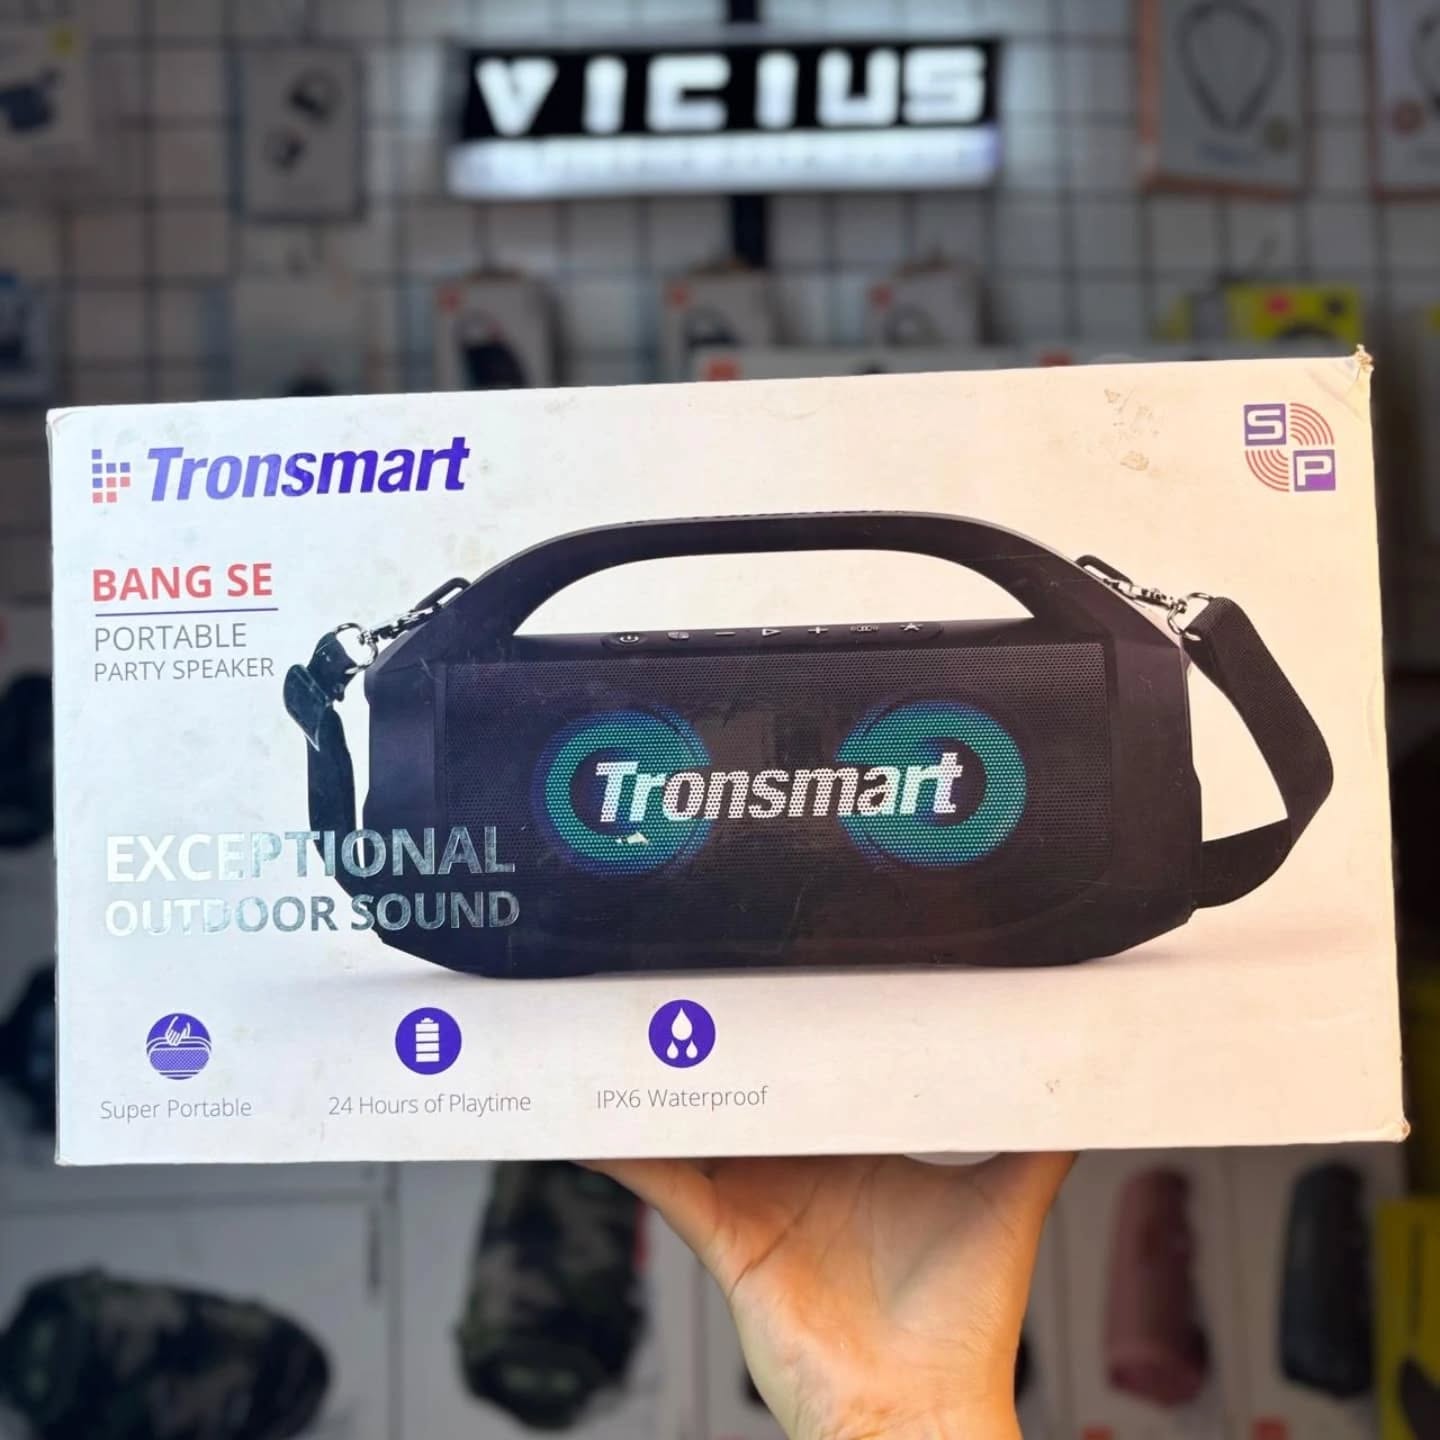 VICIUS
Tronsmart
S
P
BANG SE
PORTABLE
PARTY SPEAKER
Tronsmart
EXCEPTIONAL
OUTDOOR SOUND
Super Portable
24 Hours of Playtime
IPX6 Waterproof